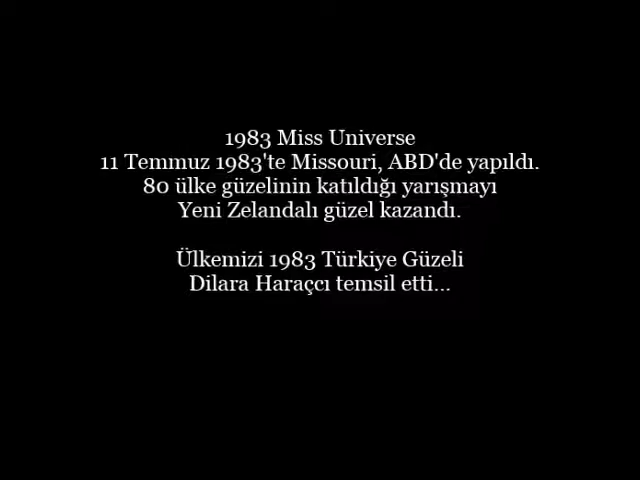 1983 Miss Universe
11 Temmuz 1983'te Missouri, ABD'de yapıldı.
80 ülke güzelinin katıldığı yarışmayı
Yeni Zelandalı güzel kazandı.
Ülkemizi 1983 Türkiye Güzeli
Dilara Haraçcı temsil etti...